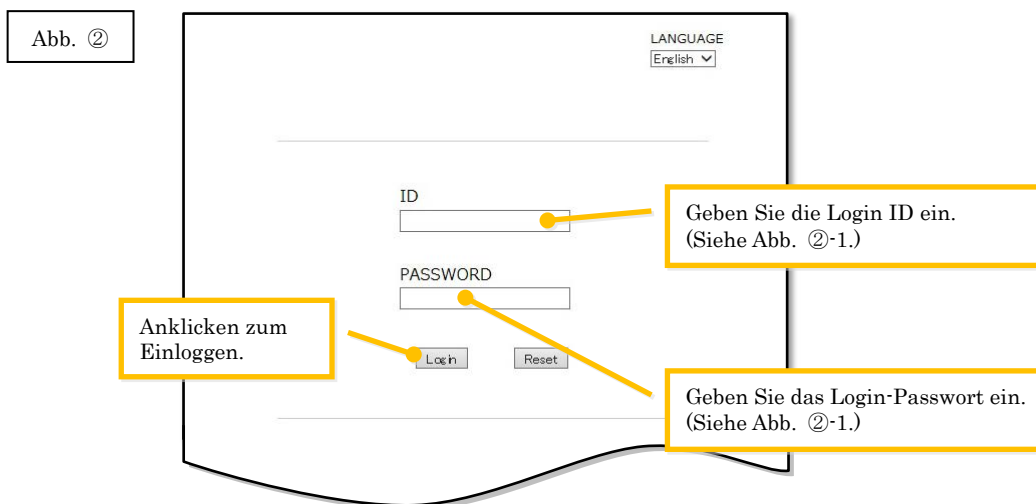 Abb. ②
LANGUAGE
English
ID
Geben Sie die Login ID ein.
(Siehe Abb. ②-1.)
PASSWORD
Anklicken zum
Einloggen.
Login
Reset
Geben Sie das Login-Passwort ein.
(Siehe Abb. ②-1.)